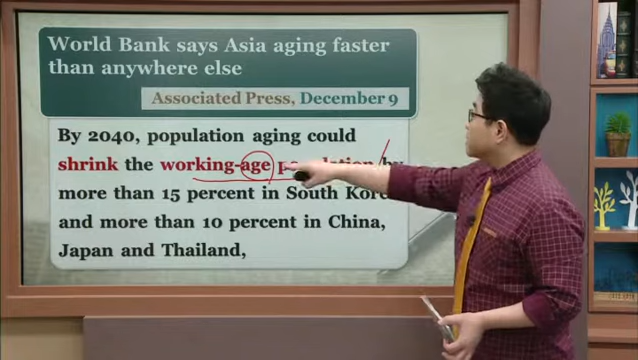 World Bank says Asia aging faster
than anywhere else
Associated Press, December 9
By 2040, population aging could
shrink the working-age population by
more than 15 percent in South
and more than 10 percent in China,
Japan and Thailand,